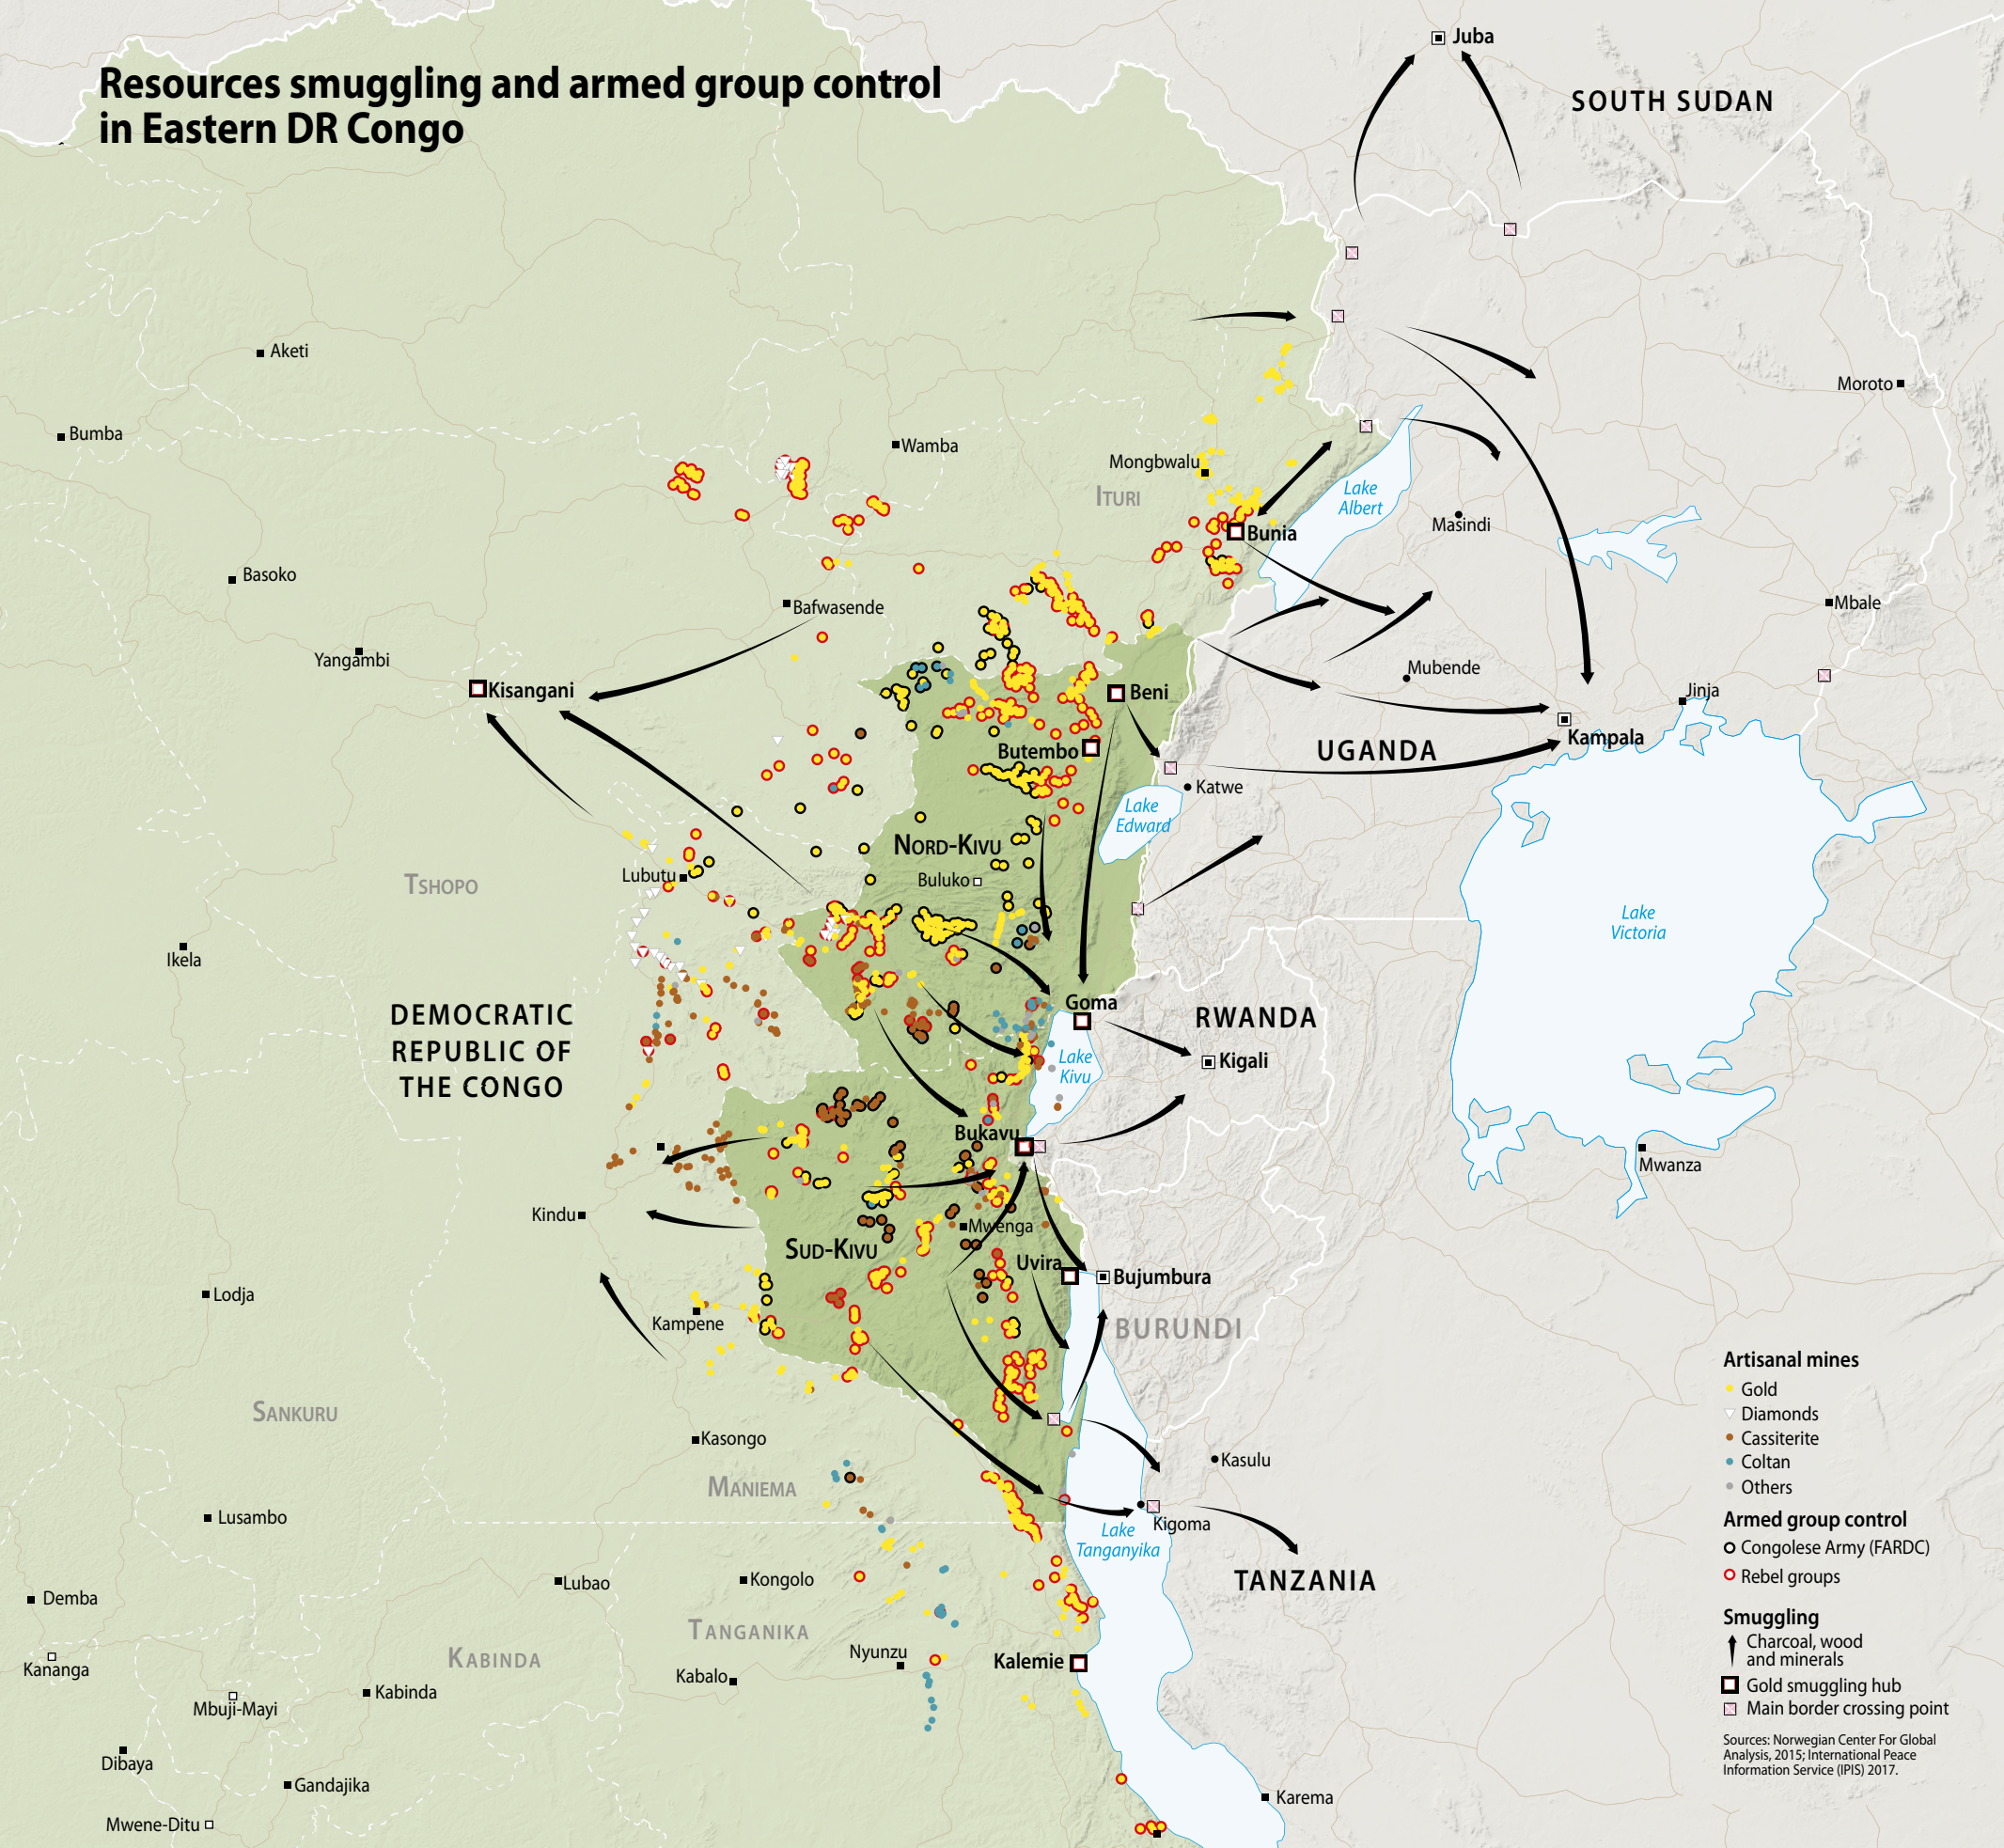 Resources smuggling and armed group control
in Eastern DR Congo
Juba
SOUTH SUDAN
Aketi
Moroto
Bumba
Wamba
Mongbwalu
ITURI
Lake
Albert
Masindi
Bunia
Basoko
Bafwasende
Mbale
Yangambi
Mubende
Kisangani
Beni
Jinja
Kampala
Butembo
UGANDA
Katwe
Lake
Edward
NORD-KIVU
Buluko
Lubutu
TSHOPO
Lake
Victoria
Ikela
DEMOCRATIC
REPUBLIC OF
THE CONGO
Goma
RWANDA
Lake
Kivu
Kigali
Bukavu
Mwanza
Kindu
Mwenga
SUD-KIVU
Uvira
Bujumbura
Lodja
Kampene
BURUNDI
SANKURU
Kasongo
Kasulu
MANIEMA
Lusambo
Kigoma
Lake
Tanganyika
TANZANIA
Lubao
Kongolo
Demba
TANGANIKA
Nyunzu
KABINDA
Kananga
Kabalo
Kalemie
Kabinda
Mbuji-Mayi
Dibaya
Gandajika
Karema
Mwene-Ditu
Artisanal mines
Gold
Diamonds
Cassiterite
Coltan
Others
Armed group control
Congolese Army (FARDC)
Rebel groups
Smuggling
Charcoal, wood
and minerals
Gold smuggling hub
Main border crossing point
Sources: Norwegian Center For Global
Analysis, 2015; International Peace
Information Service (IPIS) 2017.